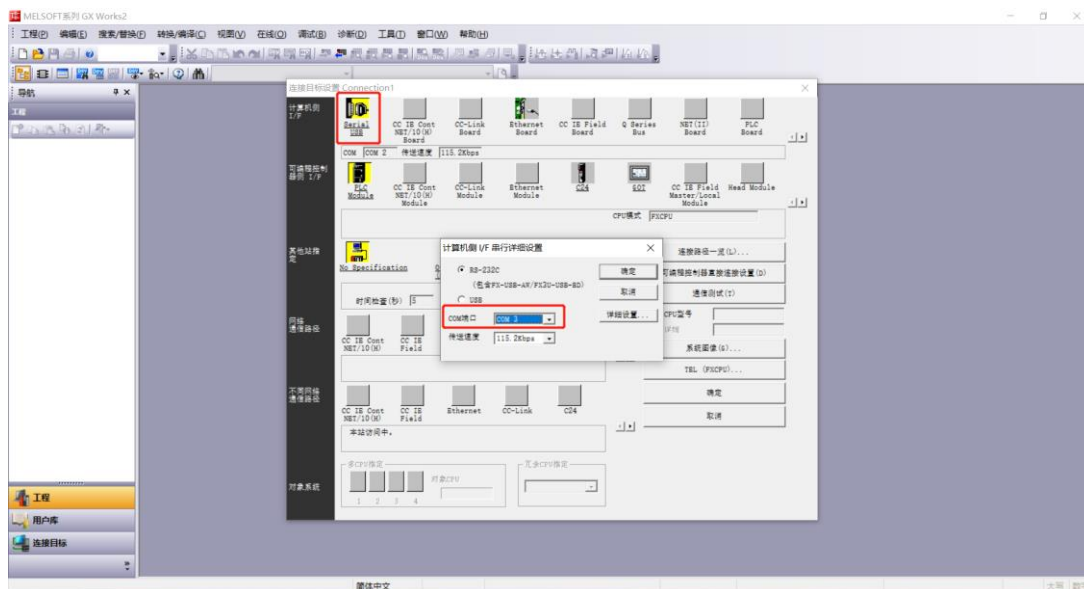 MELSOFT系列 GX Works2
工程(P) 编辑(E) 搜索/替换(F) 转换/编译(C) 视图(V) 在线(O) 调试(B) 诊断(D) 工具(T) 窗口(W) 帮助(H)
导航
工程
连接目标设置 Connection1
计算机侧 I/F
Serial USB
CC IE Cont NET/10(H) Board
CC-Link Board
Ethernet Board
CC IE Field Board
Q Series Bus
NET(II) Board
PLC Board
COM COM 2 传送速度 115.2Kbps
可编程控制器侧 I/F
PLC Module
CC IE Cont NET/10(H) Module
CC-Link Module
Ethernet Module
C24
GOT
CC IE Field Master/Local Module
Head Module
CPU模式 FXCPU
其他站指定
No Specification
时间检查(秒) 5
计算机侧 I/F 串行详细设置
RS-232C
(包含FX-USB-AW/FX3U-USB-BD)
USB
COM端口 COM 3
传送速度 115.2Kbps
确定
取消
详细设置...
连接路径一览(L)...
可编程控制器直接连接设置(D)
通信测试(T)
CPU型号
系统图像(G)...
TEL (FXCPU)...
确定
取消
网络通信路径
CC IE Cont NET/10(H)
CC IE Field
不同网络通信路径
CC IE Cont NET/10(H)
CC IE Field
Ethernet
CC-Link
C24
本站访问中。
对象系统
多CPU指定
1 2 3 4
对象CPU
冗余CPU指定
工程
用户库
连接目标
简体中文
大写